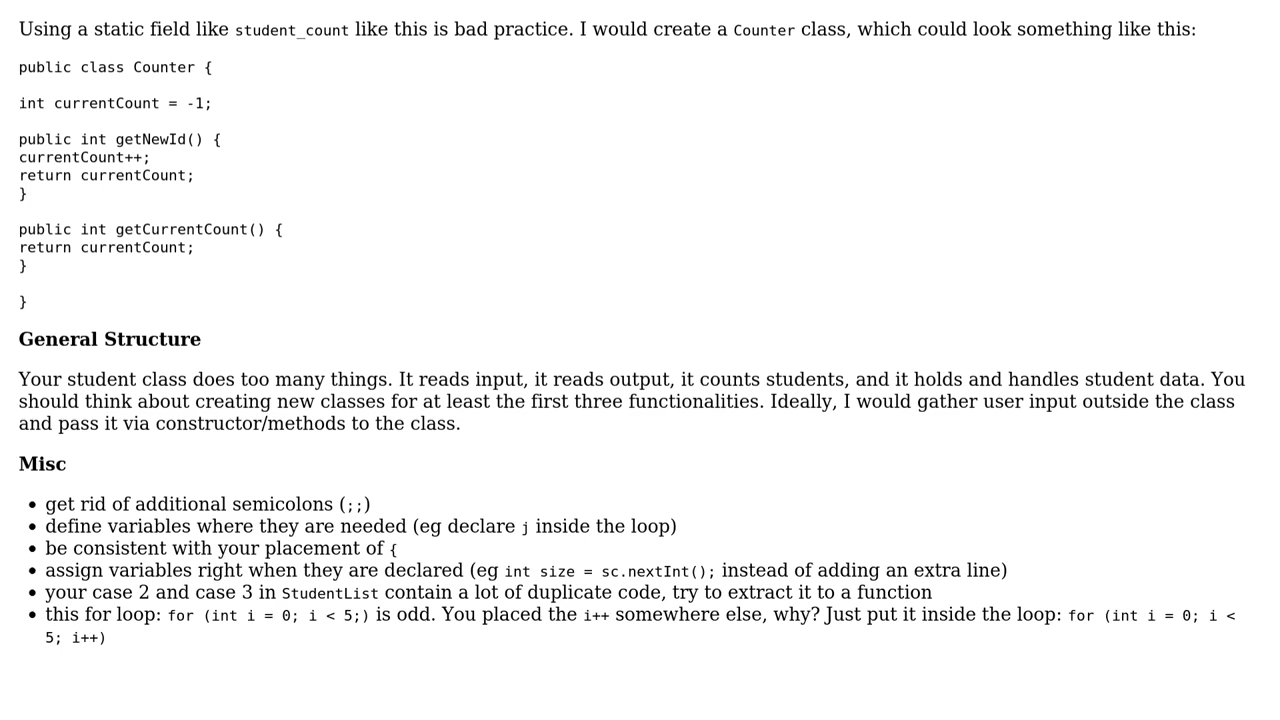 Using a static field like student_count like this is bad practice. I would create a Counter class, which could look something like this:
public class Counter {
int currentCount = -1;
public int getNewId() {
currentCount++;
return currentCount;
}
public int getCurrentCount() {
return currentCount;
}
}
General Structure
Your student class does too many things. It reads input, it reads output, it counts students, and it holds and handles student data. You
should think about creating new classes for at least the first three functionalities. Ideally, I would gather user input outside the class
and pass it via constructor/methods to the class.
Misc
• get rid of additional semicolons (;;)
• define variables where they are needed (eg declare j inside the loop)
• be consistent with your placement of {
• assign variables right when they are declared (eg int size = sc.nextInt(); instead of adding an extra line)
• your case 2 and case 3 in StudentList contain a lot of duplicate code, try to extract it to a function
• this for loop: for (int i = 0; i < 5;) is odd. You placed the i++ somewhere else, why? Just put it inside the loop: for (int i = 0; i <
5; i++)